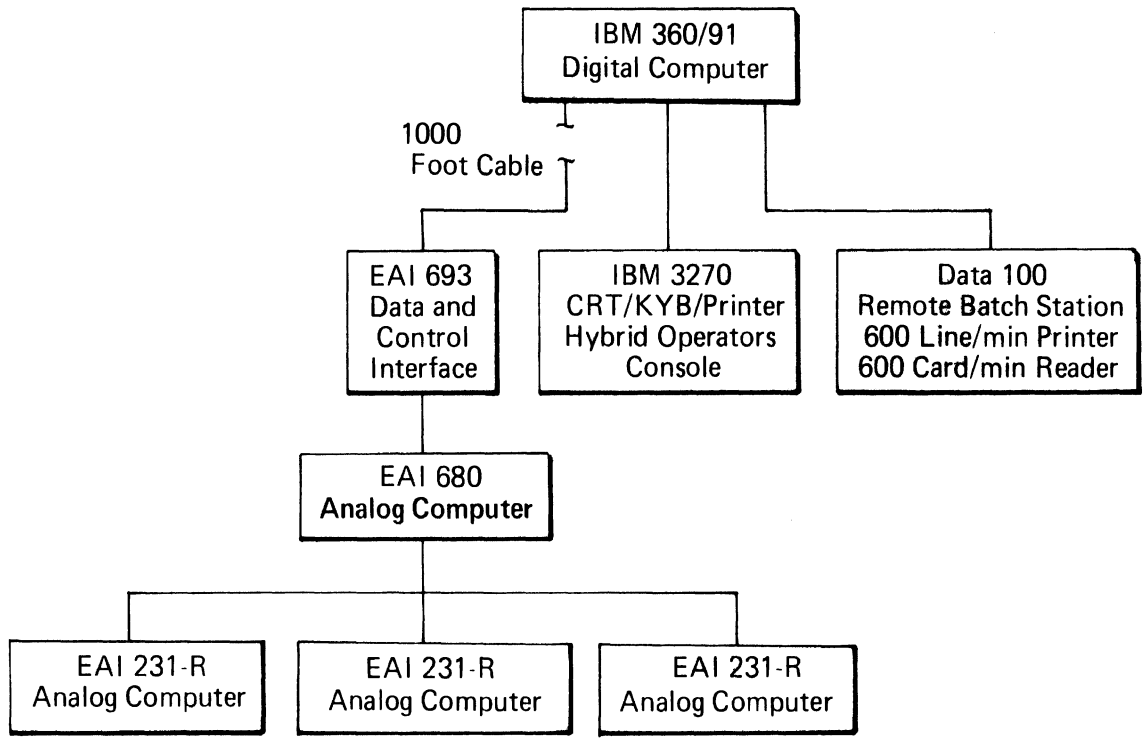 IBM 360/91
Digital Computer
1000
Foot Cable
EAI 693
Data and
Control
Interface
IBM 3270
CRT/KYB/Printer
Hybrid Operators
Console
Data 100
Remote Batch Station
600 Line/min Printer
600 Card/min Reader
EAI 680
Analog Computer
EAI 231-R
Analog Computer
EAI 231-R
Analog Computer
EAI 231-R
Analog Computer